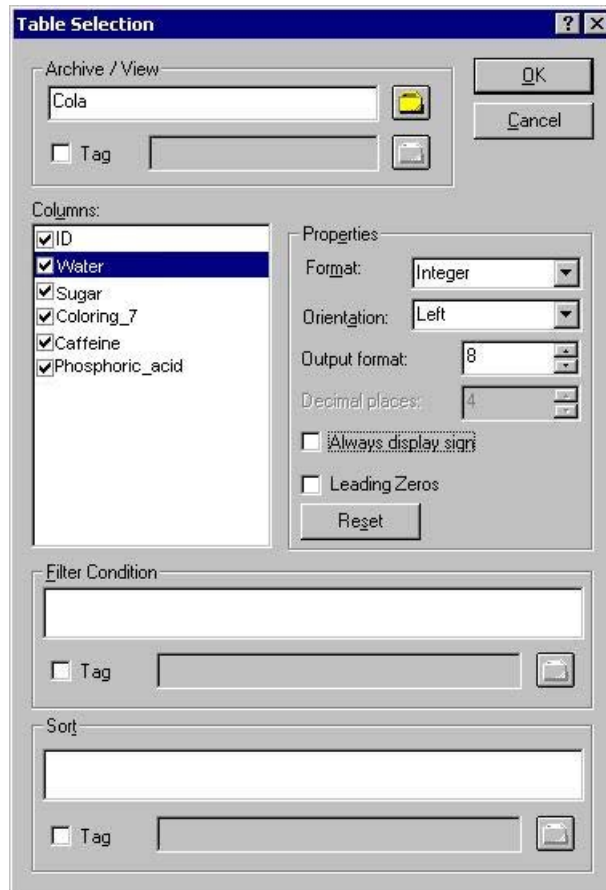 Table Selection
Archive / View
OK
Cola
Cancel
Tag
Columns:
ID
Water
Sugar
Coloring_7
Caffeine
Phosphoric_acid
Properties
Format:
Integer
Orientation:
Left
Output format:
8
Decimal places:
4
Always display sign
Leading Zeros
Reset
Filter Condition
Tag
Sort
Tag